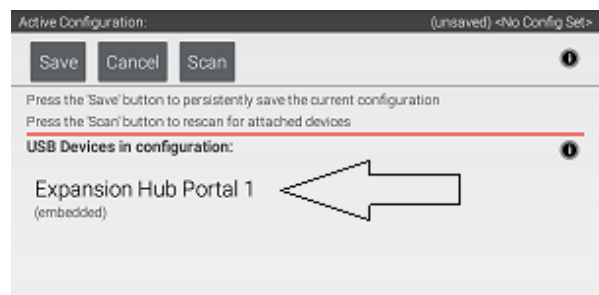 Active Configuration: (unsaved) <No Config Set>
Save Cancel Scan
Press the 'Save' button to persistently save the current configuration
Press the 'Scan' button to rescan for attached devices
USB Devices in configuration:
Expansion Hub Portal 1
(embedded)